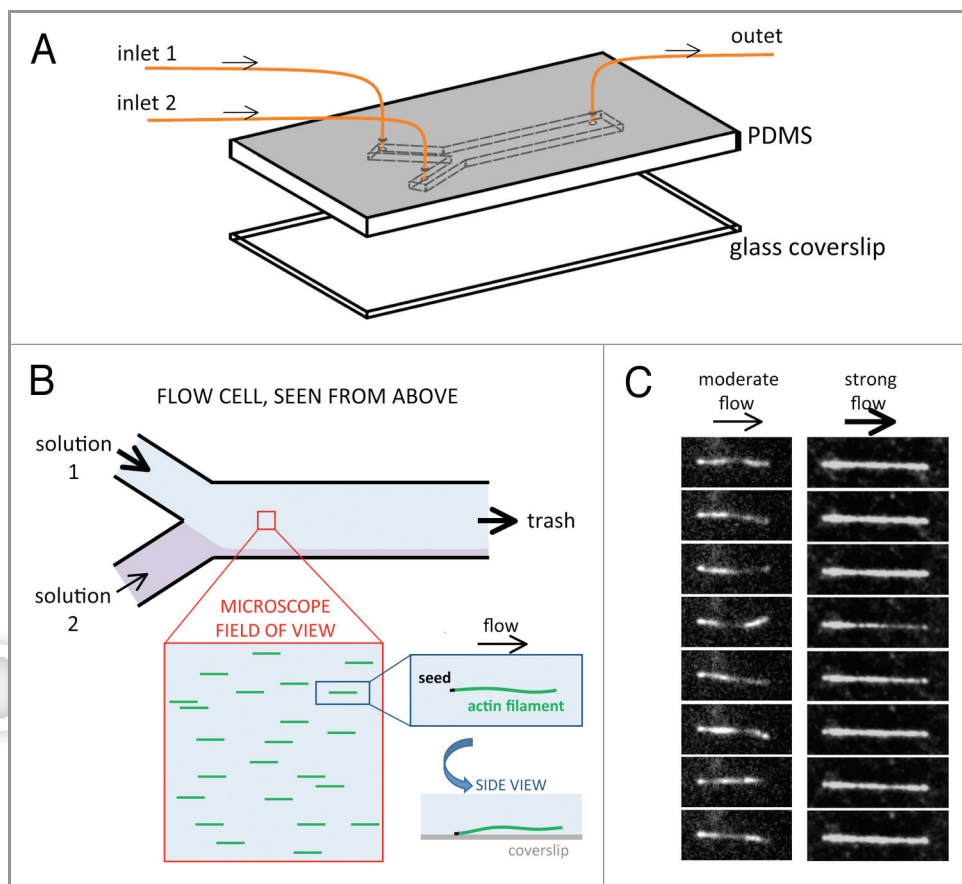 A
inlet 1
inlet 2
outet
PDMS
glass coverslip
B
FLOW CELL, SEEN FROM ABOVE
solution
1
trash
solution
2
MICROSCOPE
FIELD OF VIEW
flow
seed
actin filament
SIDE VIEW
coverslip
C
moderate
flow
strong
flow